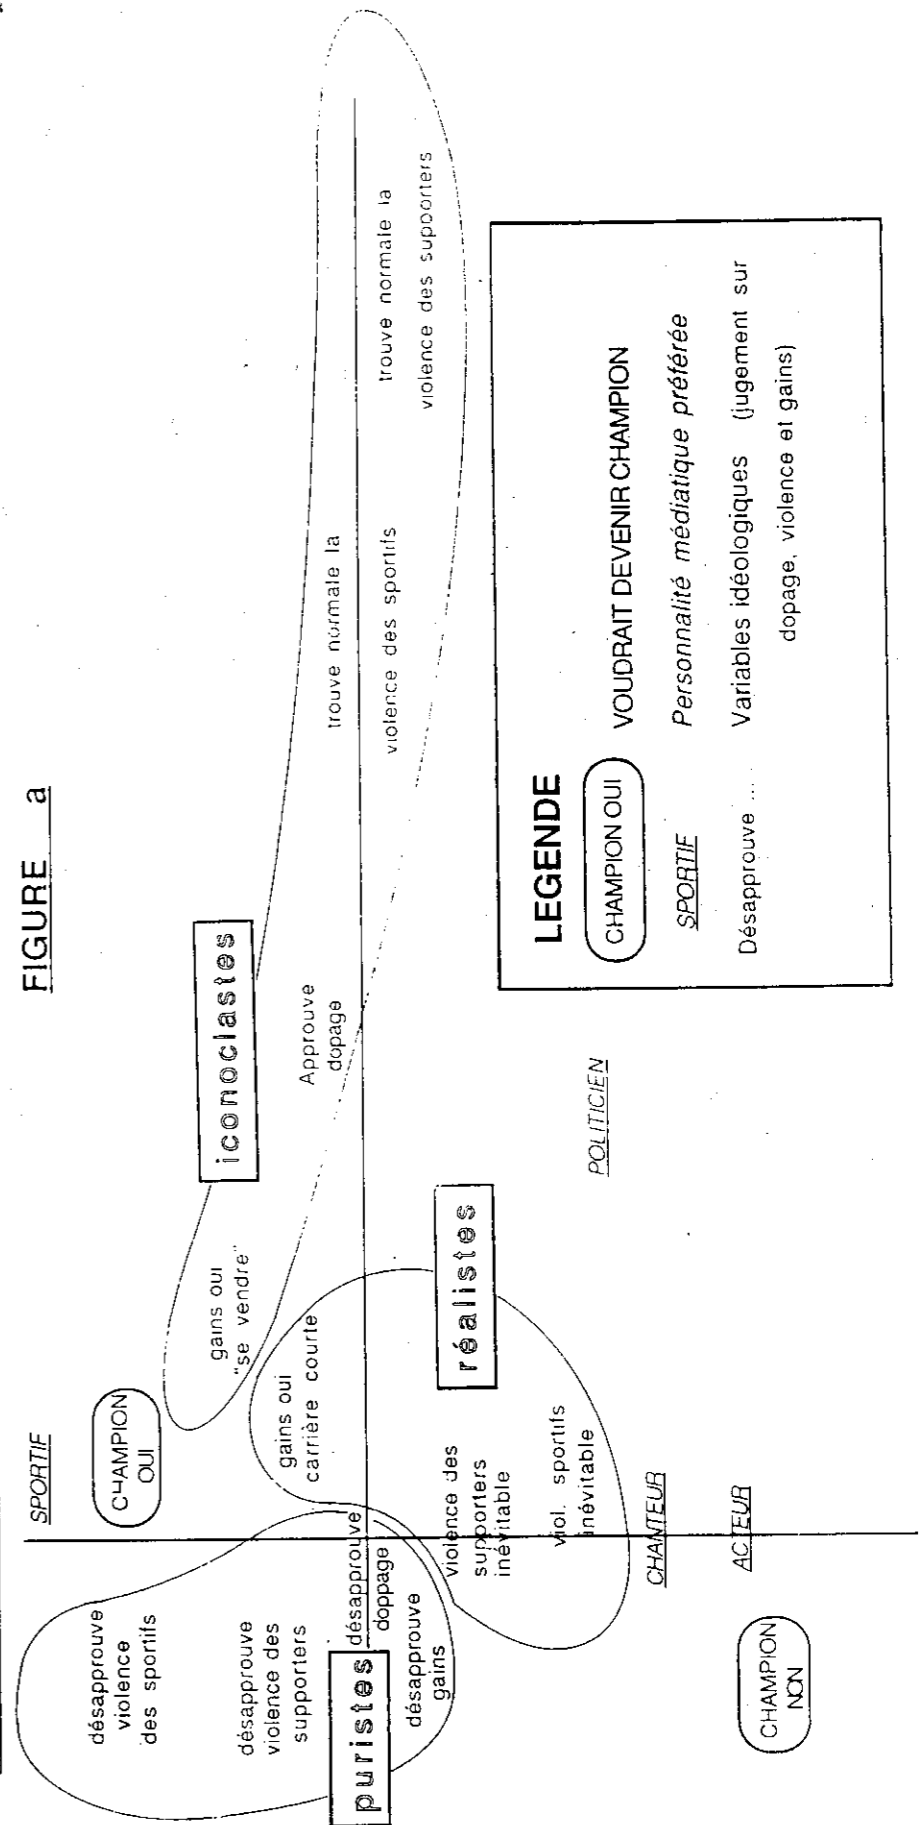 FIGURE a
SPORTIF
CHAMPION
OUI
iconoclastes
gains oui
"se vendre"
Approuve
dopage
trouve normale la
violence des sportifs
trouve normale la
violence des supporters
désapprouve
violence
des sportifs
désapprouve
violence des
supporters
puristes
désapprouve
doppage
désapprouve
gains
gains oui
carrière courte
réalistes
violence des
supporters
inévitable
viol. sportifs
inévitable
CHANTEUR
ACTEUR
POLITICIEN
CHAMPION
NON
LEGENDE
CHAMPION OUI VOUDRAIT DEVENIR CHAMPION
SPORTIF Personnalité médiatique préférée
Désapprouve ... Variables idéologiques (jugement sur
dopage, violence et gains)